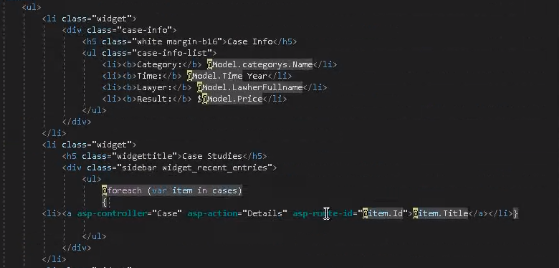 <ul>
<li class="widget">
<div class="case-info">
<h5 class="white margin-b16">Case Info</h5>
<ul class="case-info-list">
<li><b>Category:</b> @Model.categorys.Name</li>
<li><b>Time:</b> @Model.Time Year</li>
<li><b>Lawyer:</b> @Model.LawherFullname</li>
<li><b>Result:</b> $@Model.Price</li>
</ul>
</div>
</li>
<li class="widget">
<h5 class="widgettitle">Case Studies</h5>
<div class="sidebar widget_recent_entries">
<ul>
@foreach (var item in cases)
{
<li><a asp-controller="Case" asp-action="Details" asp-route-id="@item.Id">@item.Title</a></li>}
</ul>
</div>
</li>